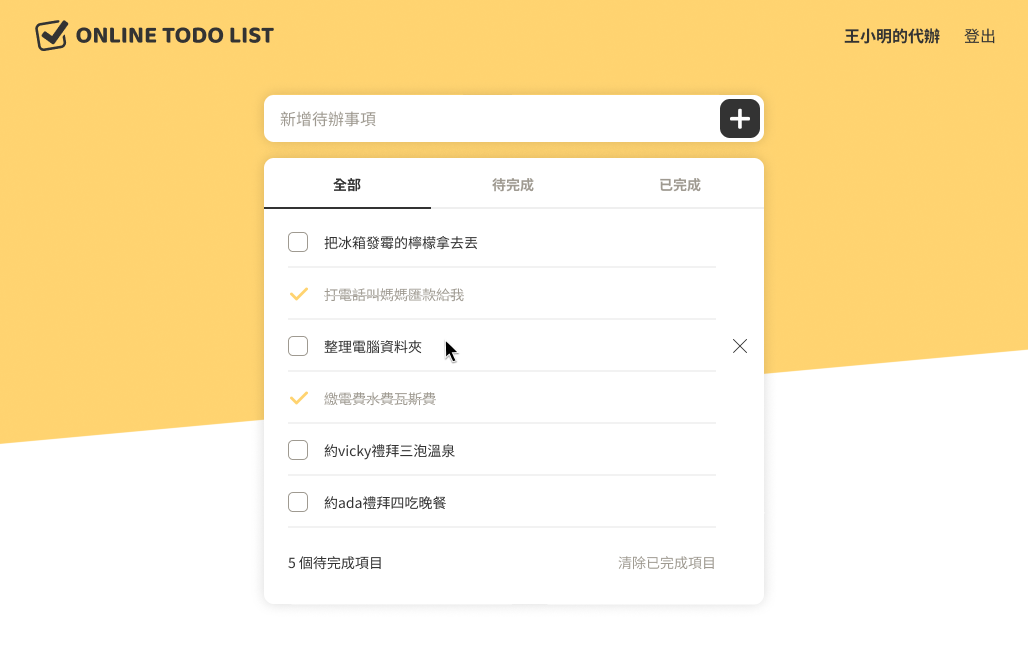 ONLINE TODO LIST
王小明的代辦 登出
新增待辦事項
全部 待完成 已完成
把冰箱發霉的檸檬拿去丟
打電話叫媽媽匯款給我
整理電腦資料夾
繳電費水費瓦斯費
約vicky禮拜三泡溫泉
約ada禮拜四吃晚餐
5 個待完成項目 清除已完成項目